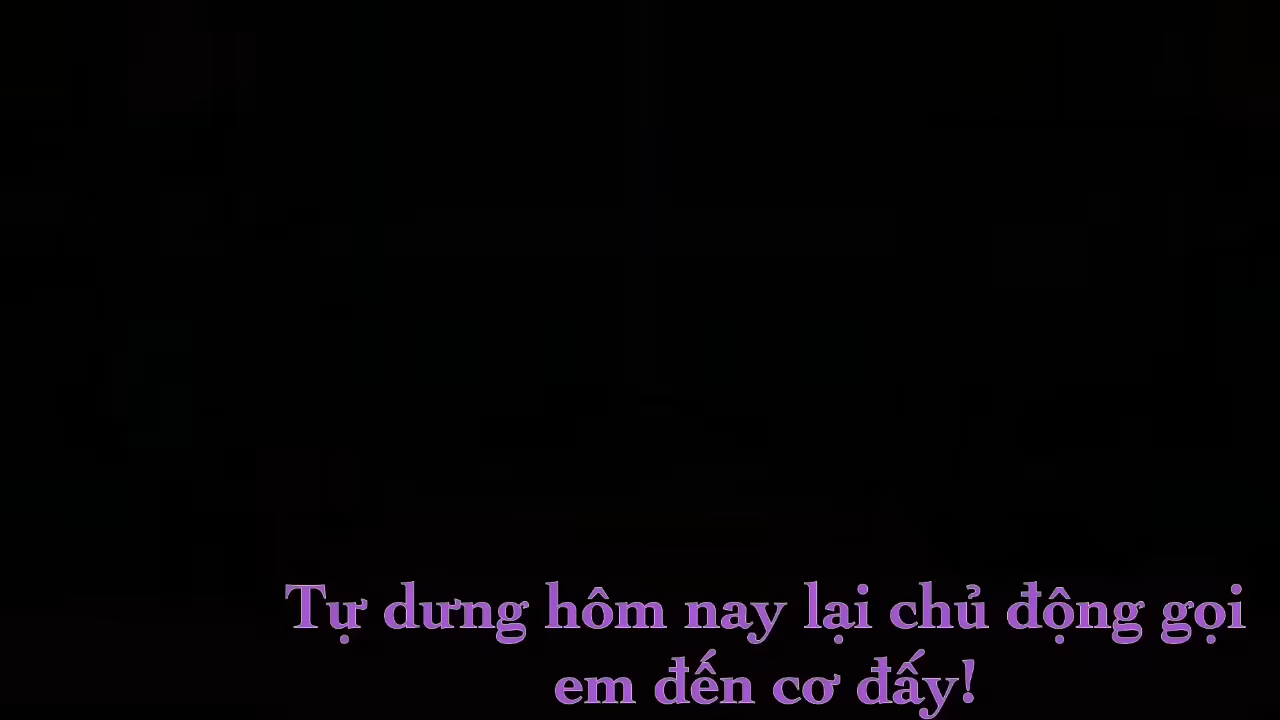 Tự dưng hôm nay lại chủ động gọi
em đến cơ đấy!